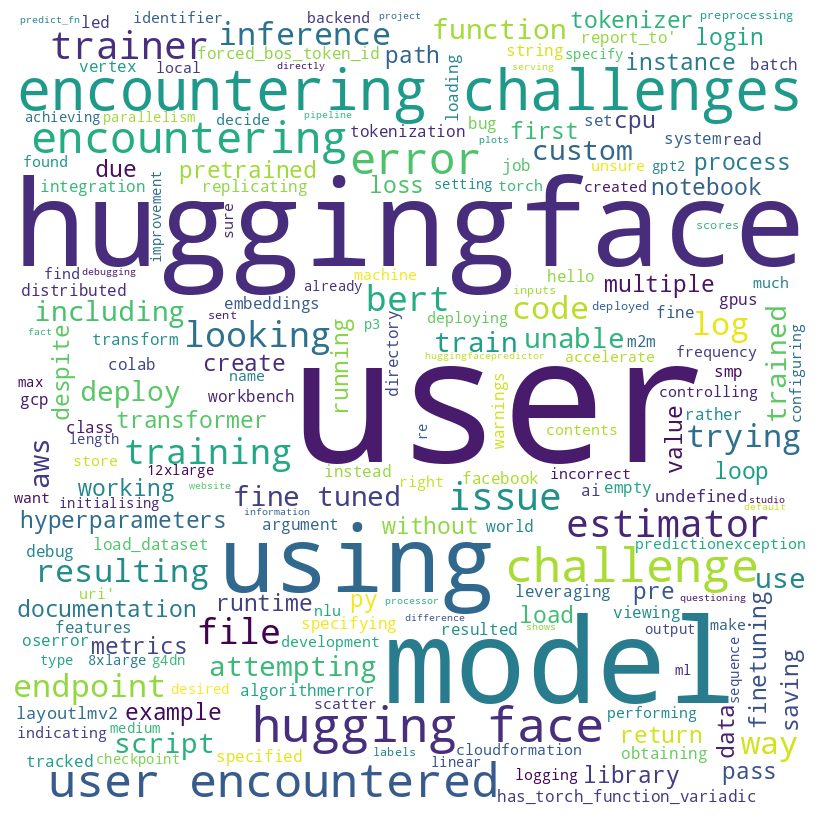 predict_fn led identifier backend project tokenizer preprocessing
trainer inference function report_to' login
forced_bos_token_id path string specify
vertex local instance batch
encountering challenges
serving
directly
loading
achieving parallelism decide pipeline set cpu
encountering tokenization bug first system read
found due pretrained error plots custom unsure gpt2 process
integration replicating loss job setting torch created notebook
improvement sure
huggingface
scores
find debugging already machine hello multiple much
distributed sent inputs
including embeddings bert code deployed fine gpus log
fact transform looking p3 deploying train unable m2m
despite running directory huggingfacepredictor accelerate frequency trained configuring
colab create
max name workbench
user
smp
gcp deploy warnings controlling
class transformer re contents rather value trying
aws length training
store 12xlarge instead right facebook incorrect loop
want website working fine tuned issue ai empty undefined studio
initialising information default
hyperparameters argument using without world estimator
debug load_dataset challenge predictionexception
resulting leveraging use
uri' runtime nlu py processor pre questioning
documentation specifying difference load viewing
features file development resulted output make
oserror metrics shows
type 8xlarge g4dn attempting model ml sequence finetuning
endpoint desired algorithmerror data saving
layoutlmv2 example scatter performing
indicating medium hugging face return way
script specified obtaining
tracked checkpoint labels cloudformation
user encountered linear logging library pass
has_torch_function_variadic